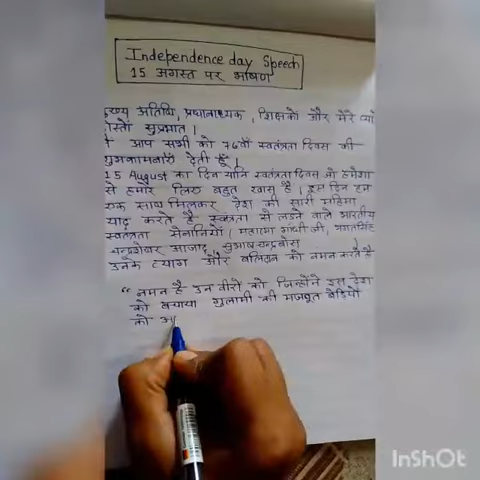 Independence day Speech
15 अगस्त पर भाषण
अतिथि, प्रधानाध्यापक, शिक्षकों और मेरे
सुप्रभात।
आप सभी को 76वाँ स्वतंत्रता दिवस की
शुभकामनाएँ देती हूँ।
15 August का दिन यानि स्वतंत्रता दिवस हमेशा
से हमारे लिए बहुत खास है। इस दिन हम
एक साथ मिलकर देश की सारी महिमा
याद करते है स्वतंत्रता से लड़ने वाले भारतीय
स्वतंत्रता सेनानियों। महात्मा गांधी जी, भगतसिंह
चन्द्रशेखर आजाद, सुभाष चन्द्र बोस
उनके त्याग और बलिदान को नमन करते है
“ नमन है उन वीरो को जिन्होंने इस देश
को बचाया गुलामी की मजबूत बेड़ियों
को
InShOt